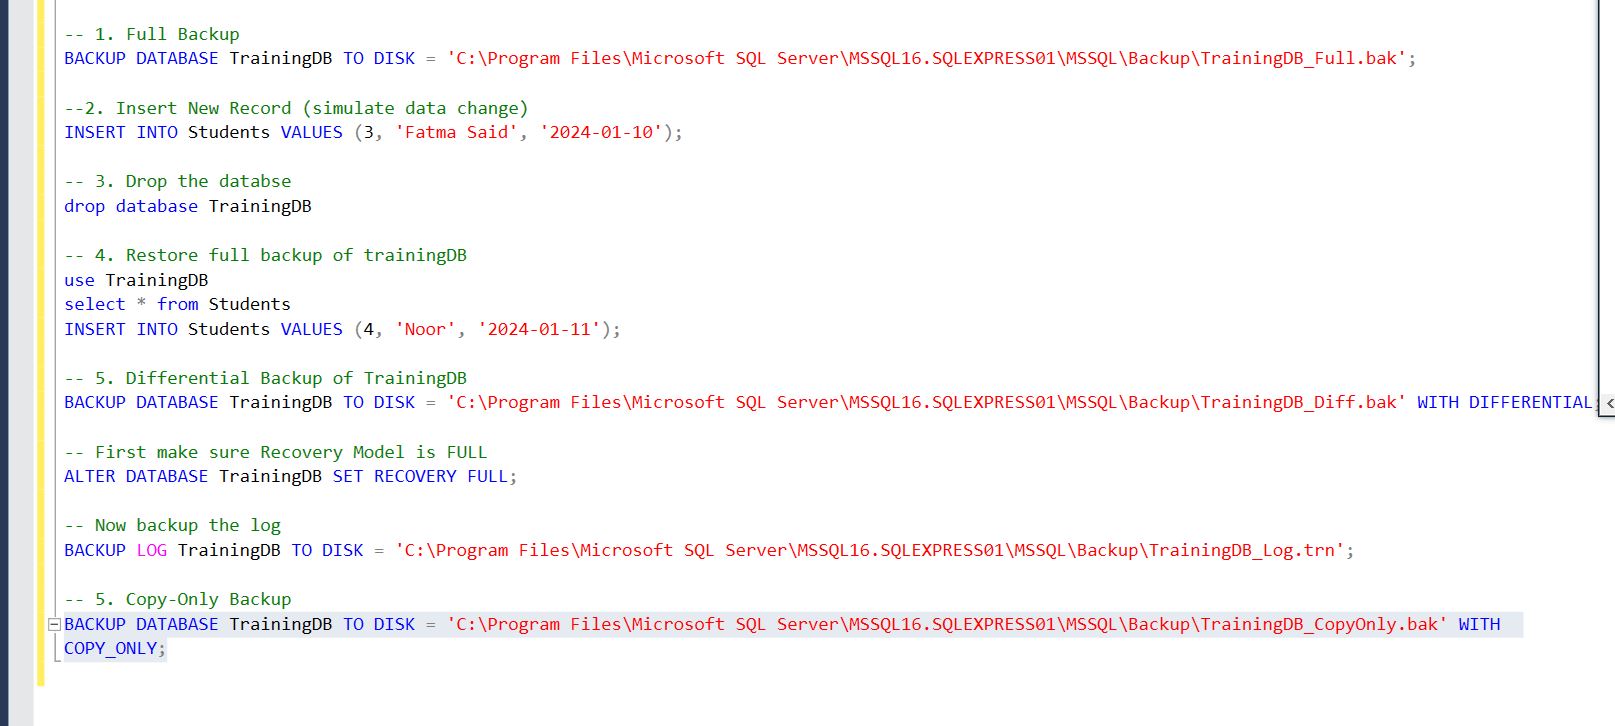 -- 1. Full Backup
BACKUP DATABASE TrainingDB TO DISK = 'C:\Program Files\Microsoft SQL Server\MSSQL16.SQLEXPRESS01\MSSQL\Backup\TrainingDB_Full.bak';
--2. Insert New Record (simulate data change)
INSERT INTO Students VALUES (3, 'Fatma Said', '2024-01-10');
-- 3. Drop the databse
drop database TrainingDB
-- 4. Restore full backup of trainingDB
use TrainingDB
select * from Students
INSERT INTO Students VALUES (4, 'Noor', '2024-01-11');
-- 5. Differential Backup of TrainingDB
BACKUP DATABASE TrainingDB TO DISK = 'C:\Program Files\Microsoft SQL Server\MSSQL16.SQLEXPRESS01\MSSQL\Backup\TrainingDB_Diff.bak' WITH DIFFERENTIAL;
-- First make sure Recovery Model is FULL
ALTER DATABASE TrainingDB SET RECOVERY FULL;
-- Now backup the log
BACKUP LOG TrainingDB TO DISK = 'C:\Program Files\Microsoft SQL Server\MSSQL16.SQLEXPRESS01\MSSQL\Backup\TrainingDB_Log.trn';
-- 5. Copy-Only Backup
BACKUP DATABASE TrainingDB TO DISK = 'C:\Program Files\Microsoft SQL Server\MSSQL16.SQLEXPRESS01\MSSQL\Backup\TrainingDB_CopyOnly.bak' WITH
COPY_ONLY;